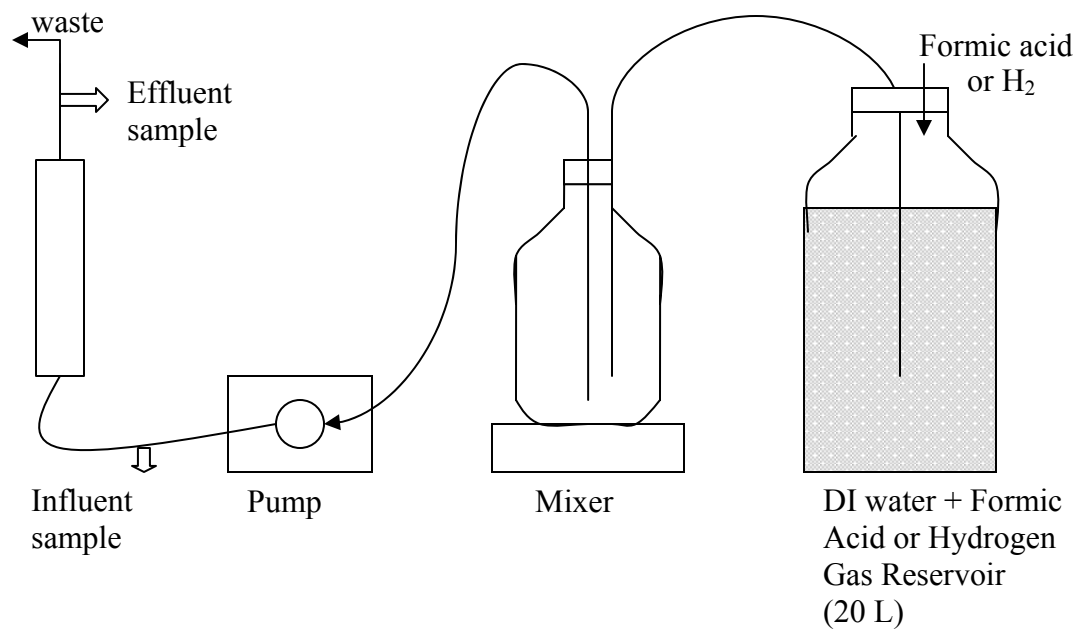 waste
Effluent
sample
Formic acid
or H₂
Influent
sample
Pump
Mixer
DI water + Formic
Acid or Hydrogen
Gas Reservoir
(20 L)